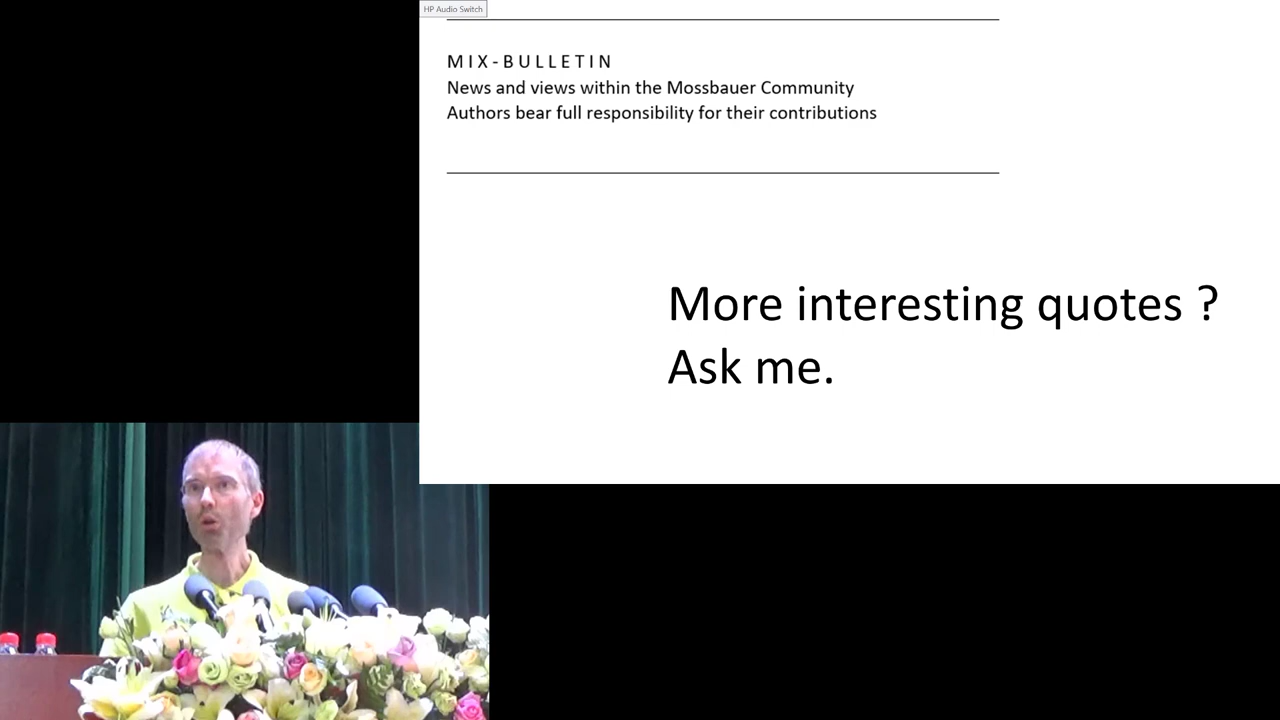 HP Audio Switch
MIX-BULLETIN
News and views within the Mossbauer Community
Authors bear full responsibility for their contributions
More interesting quotes ?
Ask me.